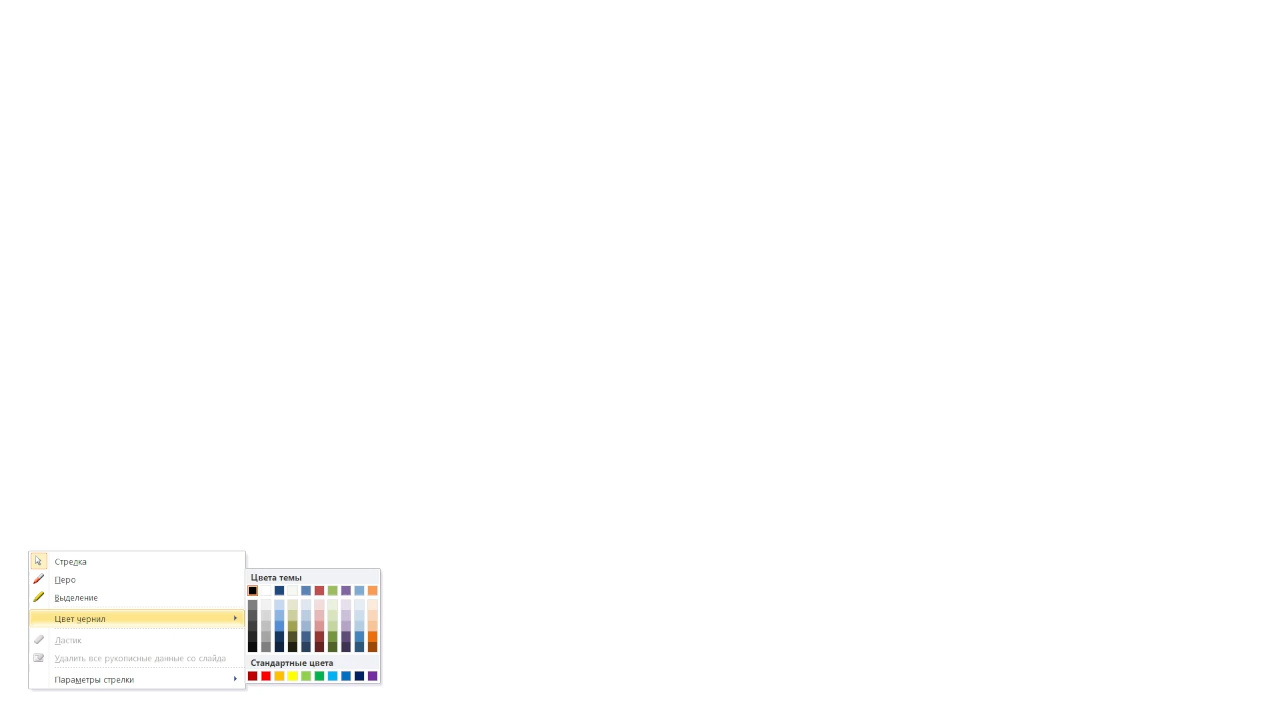 Стрелка
Перо
Выделение
Цвет чернил
Ластик
Удалить все рукописные данные со слайда
Параметры стрелки
Цвета темы
Стандартные цвета